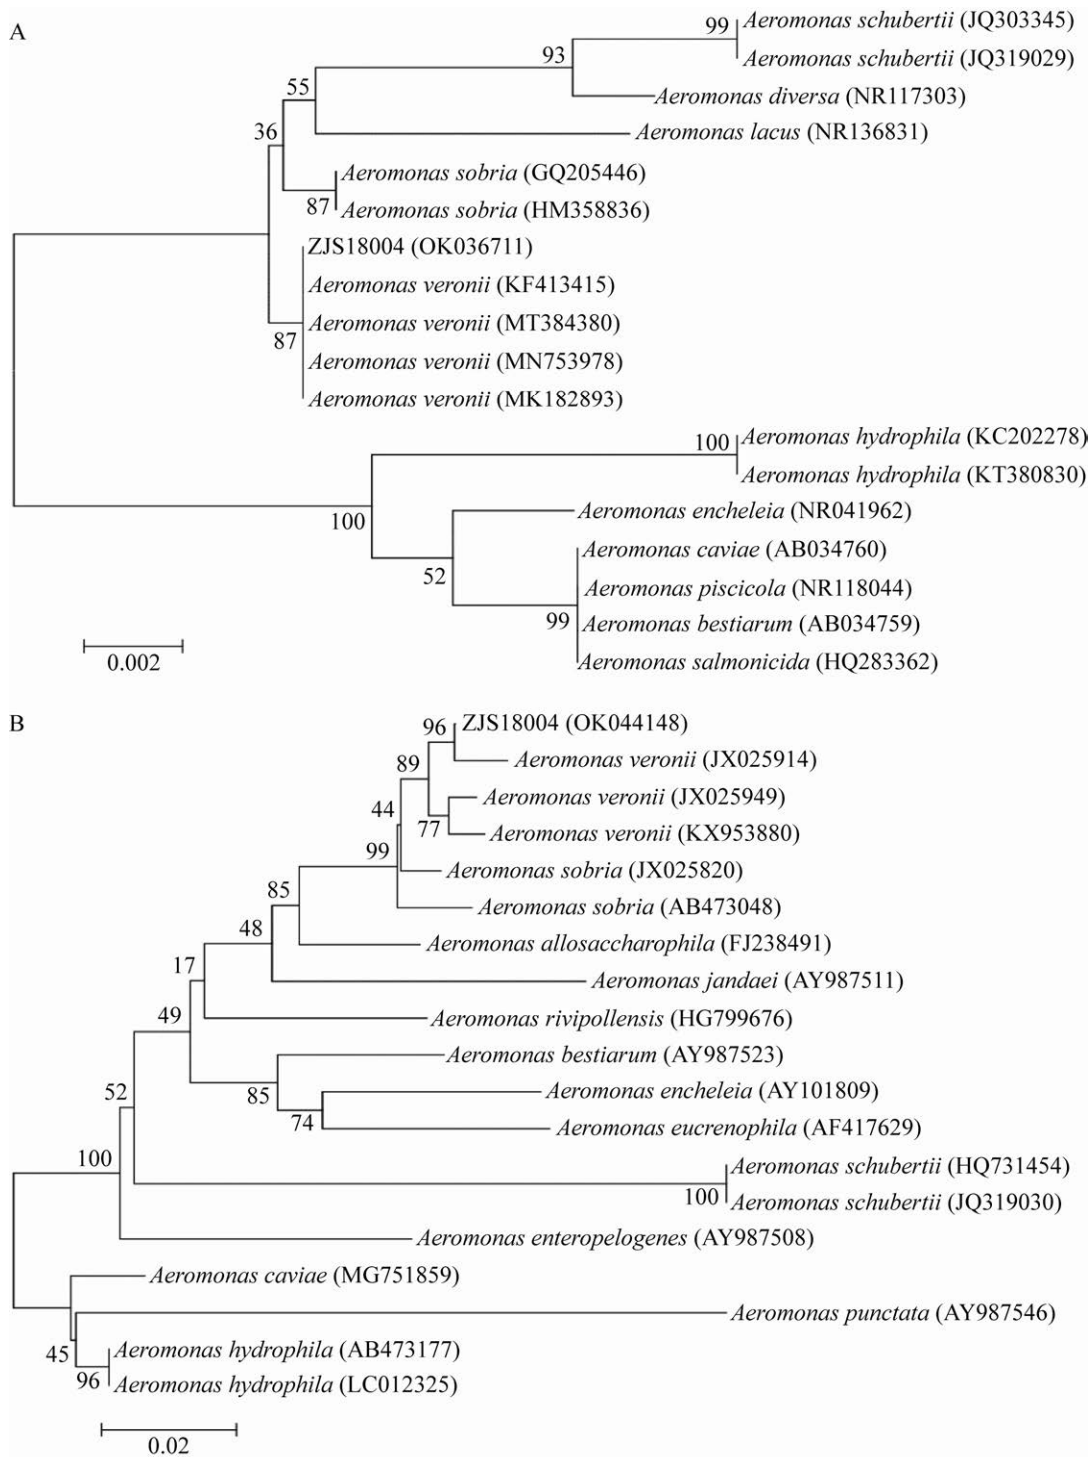 A
99
Aeromonas schubertii (JQ303345)
Aeromonas schubertii (JQ319029)
93
Aeromonas diversa (NR117303)
55
Aeromonas lacus (NR136831)
36
Aeromonas sobria (GQ205446)
87
Aeromonas sobria (HM358836)
ZJS18004 (OK036711)
Aeromonas veronii (KF413415)
Aeromonas veronii (MT384380)
87
Aeromonas veronii (MN753978)
Aeromonas veronii (MK182893)
100
Aeromonas hydrophila (KC202278)
Aeromonas hydrophila (KT380830)
100
Aeromonas encheleia (NR041962)
Aeromonas caviae (AB034760)
52
Aeromonas piscicola (NR118044)
99
Aeromonas bestiarum (AB034759)
Aeromonas salmonicida (HQ283362)
0.002
B
96
ZJS18004 (OK044148)
89
Aeromonas veronii (JX025914)
Aeromonas veronii (JX025949)
44
77
Aeromonas veronii (KX953880)
99
Aeromonas sobria (JX025820)
85
Aeromonas sobria (AB473048)
48
Aeromonas allosaccharophila (FJ238491)
17
Aeromonas jandaei (AY987511)
49
Aeromonas rivipollensis (HG799676)
Aeromonas bestiarum (AY987523)
52
85
Aeromonas encheleia (AY101809)
74
Aeromonas eucrenophila (AF417629)
100
Aeromonas schubertii (HQ731454)
100
Aeromonas schubertii (JQ319030)
Aeromonas enteropelogenes (AY987508)
Aeromonas caviae (MG751859)
Aeromonas punctata (AY987546)
45
Aeromonas hydrophila (AB473177)
96
Aeromonas hydrophila (LC012325)
0.02